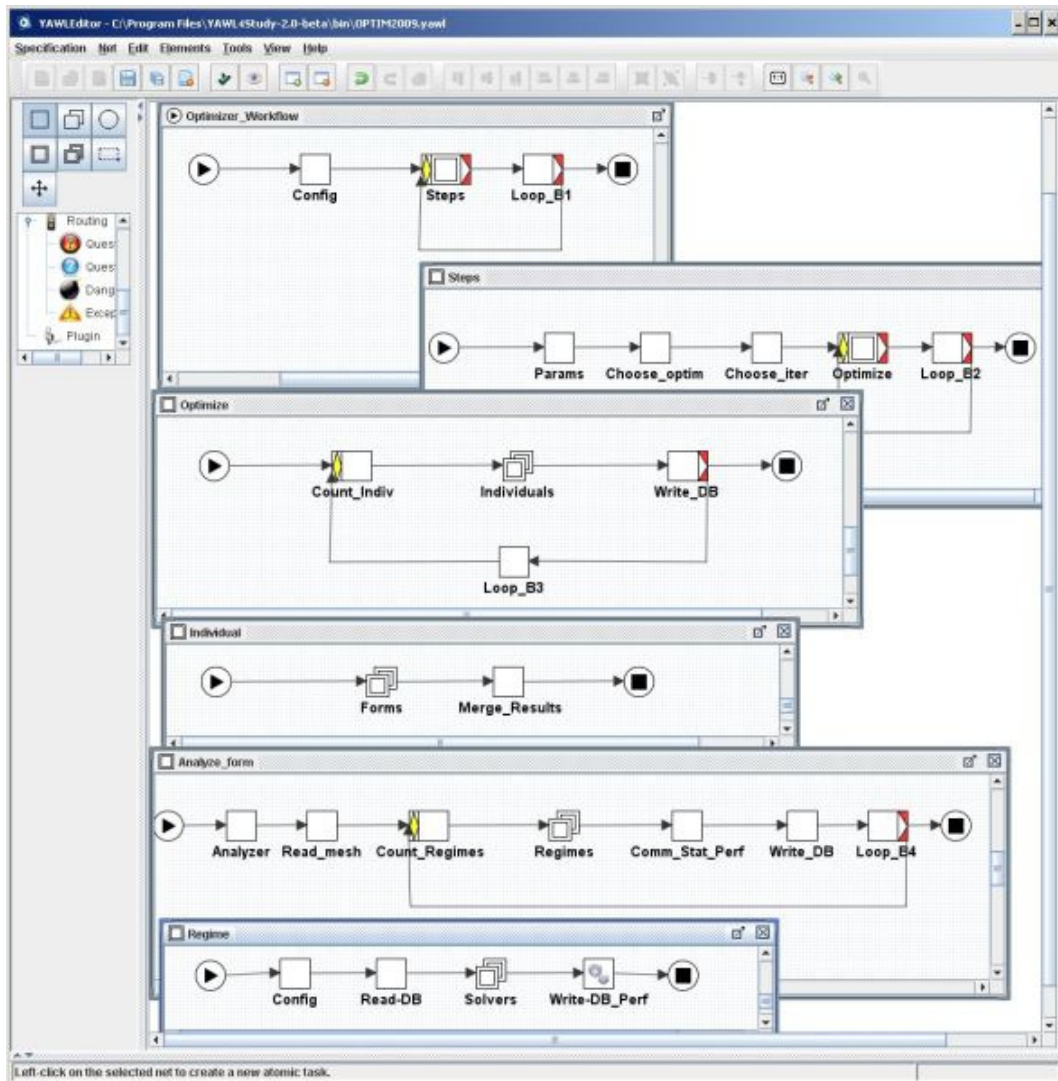 YAWLEditor - C:\Program Files\YAWL4Study-2.0-beta\bin\OPTIM2009.yawl
Specification Net Edit Elements Tools View Help
Optimizer_Workflow
Config
Steps
Loop_B1
Routing
Ques
Ques
Dang
Excep
Plugin
Steps
Params
Choose_optim
Choose_iter
Optimize
Loop_B2
Optimize
Count_Indiv
Individuals
Write_DB
Loop_B3
Individual
Forms
Merge_Results
Analyze_form
Analyzer
Read_mesh
Count_Regimes
Regimes
Comm_Stat_Perf
Write_DB
Loop_B4
Regime
Config
Read-DB
Solvers
Write-DB_Perf
Left-click on the selected net to create a new atomic task.